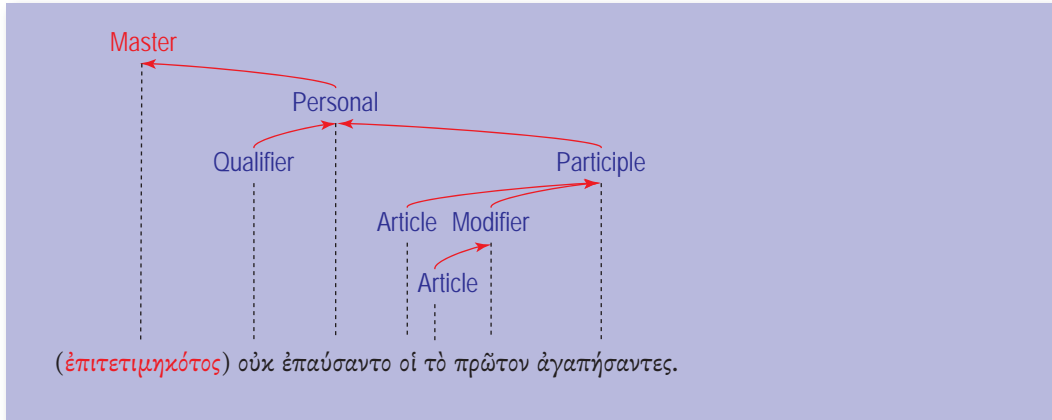 Master
Personal
Qualifier Participle
Article Modifier
Article
(ἐπιτετιμηκότος) οὐκ ἐπαύσαντο οἱ τὸ πρῶτον ἀγαπήσαντες.